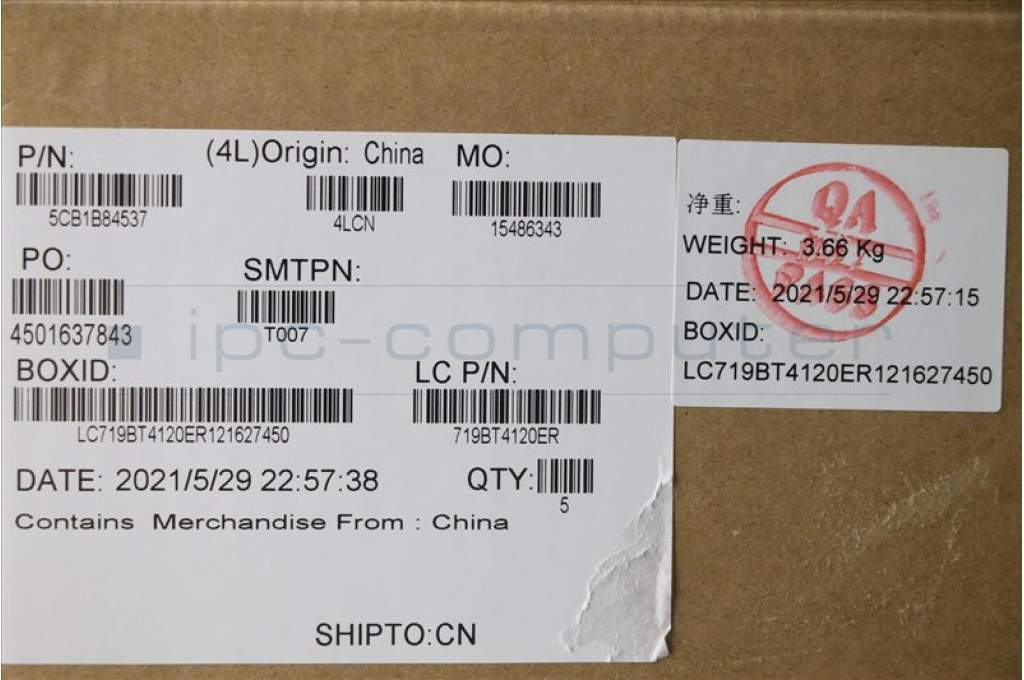 P/N: (4L)Origin: China MO:
5CB1B84537 4LCN 15486343
PO: SMTPN:
4501637843 T007
BOXID: LC P/N:
LC719BT4120ER121627450 719BT4120ER
DATE: 2021/5/29 22:57:38 QTY:
5
Contains Merchandise From : China
SHIPTO:CN
净重:
WEIGHT: 3.66 Kg
DATE: 2021/5/29 22:57:15
BOXID:
LC719BT4120ER121627450
QA
ipc-computer